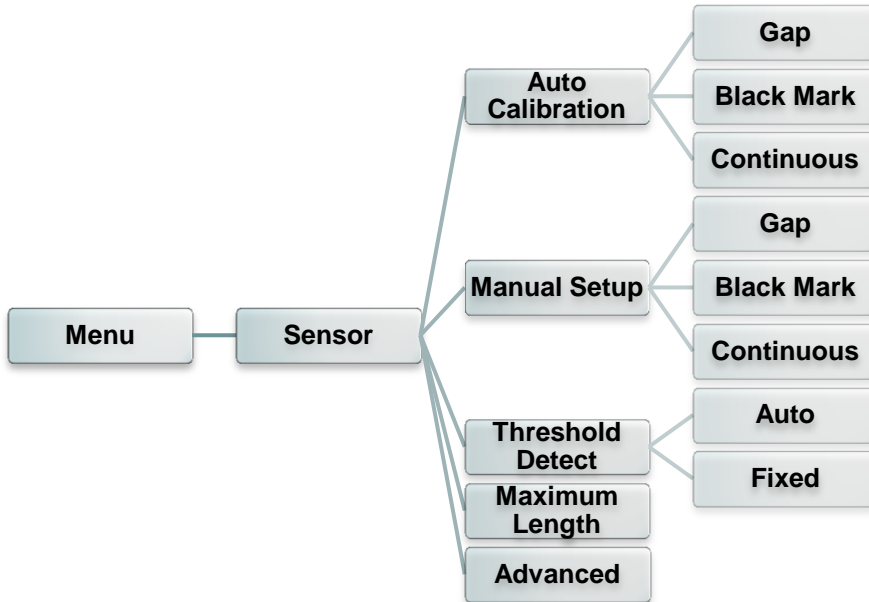 Menu
Sensor
Auto
Calibration
Gap
Black Mark
Continuous
Manual Setup
Gap
Black Mark
Continuous
Threshold
Detect
Auto
Fixed
Maximum
Length
Advanced